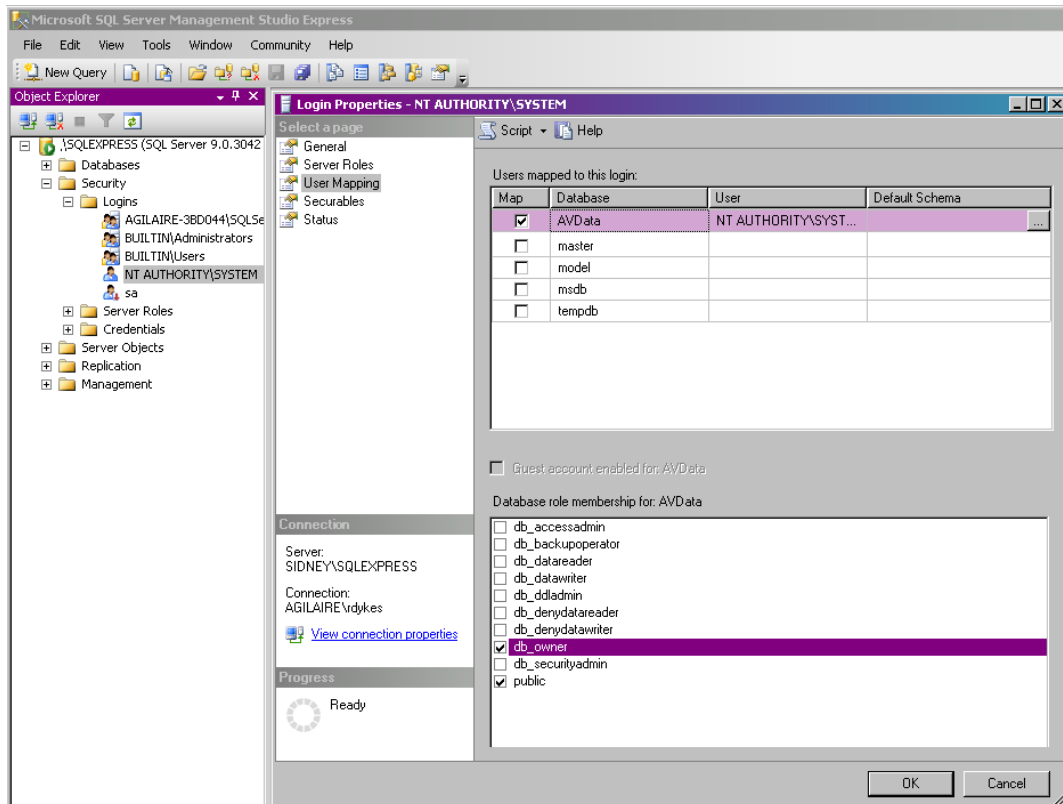 Microsoft SQL Server Management Studio Express
File Edit View Tools Window Community Help
New Query
Object Explorer
.\SQLEXPRESS (SQL Server 9.0.3042
Databases
Security
Logins
AGILAIRE-3BD044\SQLSe
BUILTIN\Administrators
BUILTIN\Users
NT AUTHORITY\SYSTEM
sa
Server Roles
Credentials
Server Objects
Replication
Management
Login Properties - NT AUTHORITY\SYSTEM
Select a page
General
Server Roles
User Mapping
Securables
Status
Connection
Server:
SIDNEY\SQLEXPRESS
Connection:
AGILAIRE\rdykes
View connection properties
Progress
Ready
Script Help
Users mapped to this login:
Map Database User Default Schema
AVData NT AUTHORITY\SYST... ...
master
model
msdb
tempdb
Guest account enabled for: AVData
Database role membership for: AVData
db_accessadmin
db_backupoperator
db_datareader
db_datawriter
db_ddladmin
db_denydatareader
db_denydatawriter
db_owner
db_securityadmin
public
OK Cancel